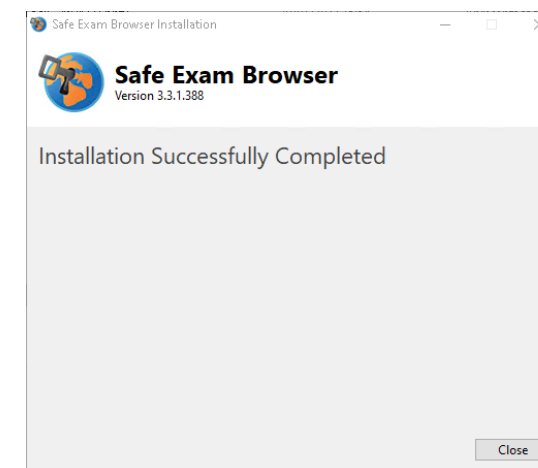 Safe Exam Browser Installation
Safe Exam Browser
Version 3.3.1.388
Installation Successfully Completed
Close